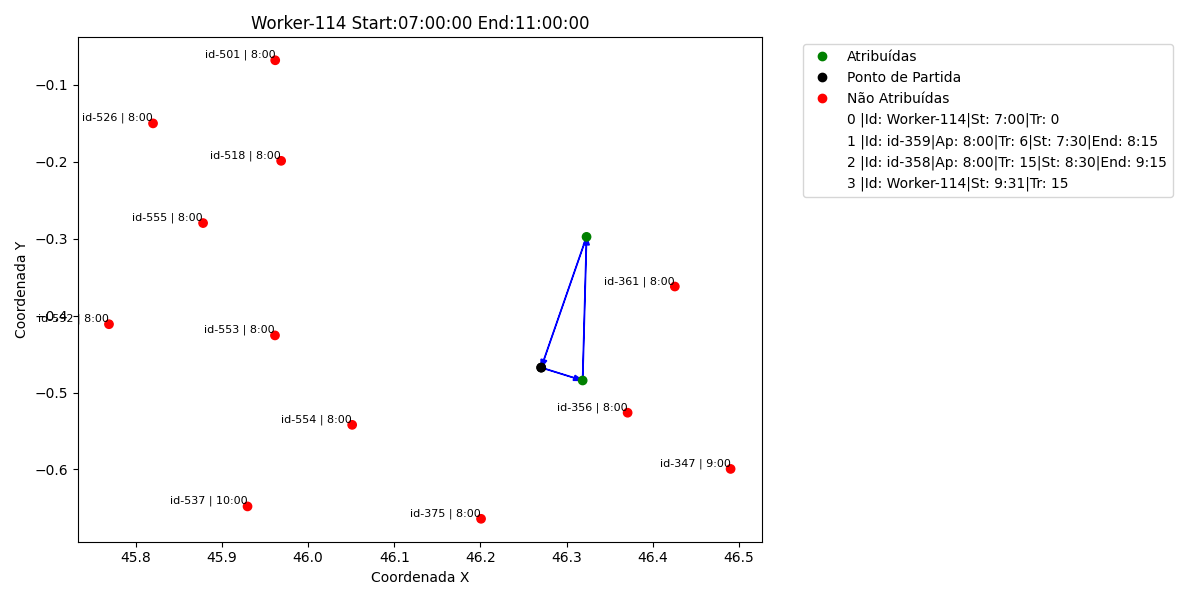 Worker-114 Start:07:00:00 End:11:00:00
id-501 | 8:00
−0.1
id-526 | 8:00
id-518 | 8:00
−0.2
id-555 | 8:00
−0.3
id-361 | 8:00
−0.4
id-552 | 8:00
id-553 | 8:00
−0.5
id-356 | 8:00
id-554 | 8:00
−0.6
id-347 | 9:00
id-537 | 10:00
id-375 | 8:00
45.8 45.9 46.0 46.1 46.2 46.3 46.4 46.5
Coordenada X
Coordenada Y
Atribuídas
Ponto de Partida
Não Atribuídas
0 |Id: Worker-114|St: 7:00|Tr: 0
1 |Id: id-359|Ap: 8:00|Tr: 6|St: 7:30|End: 8:15
2 |Id: id-358|Ap: 8:00|Tr: 15|St: 8:30|End: 9:15
3 |Id: Worker-114|St: 9:31|Tr: 15